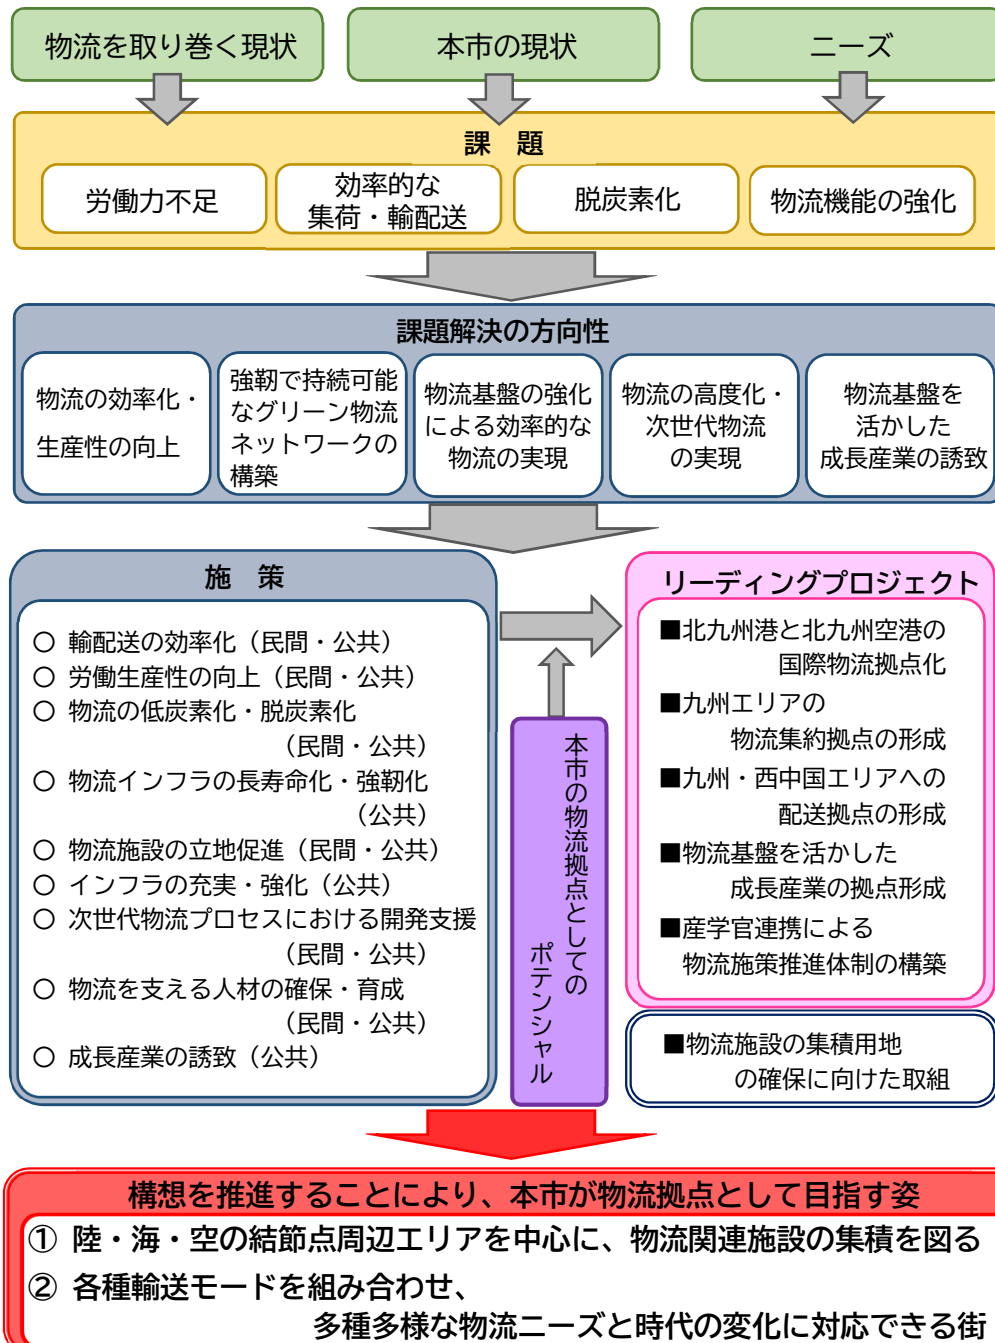 物流を取り巻く現状
本市の現状
ニーズ
課　題
労働力不足
効率的な
集荷・輸配送
脱炭素化
物流機能の強化
課題解決の方向性
物流の効率化・
生産性の向上
強靭で持続可能
なグリーン物流
ネットワークの
構築
物流基盤の強化
による効率的な
物流の実現
物流の高度化・
次世代物流
の実現
物流基盤を
活かした
成長産業の誘致
施　策
○ 輸配送の効率化（民間・公共）
○ 労働生産性の向上（民間・公共）
○ 物流の低炭素化・脱炭素化
（民間・公共）
○ 物流インフラの長寿命化・強靭化
（公共）
○ 物流施設の立地促進（民間・公共）
○ インフラの充実・強化（公共）
○ 次世代物流プロセスにおける開発支援
（民間・公共）
○ 物流を支える人材の確保・育成
（民間・公共）
○ 成長産業の誘致（公共）
本市の物流拠点としての
ポテンシャル
リーディングプロジェクト
■北九州港と北九州空港の
国際物流拠点化
■九州エリアの
物流集約拠点の形成
■九州・西中国エリアへの
配送拠点の形成
■物流基盤を活かした
成長産業の拠点形成
■産学官連携による
物流施策推進体制の構築
■物流施設の集積用地
の確保に向けた取組
構想を推進することにより、本市が物流拠点として目指す姿
① 陸・海・空の結節点周辺エリアを中心に、物流関連施設の集積を図る
② 各種輸送モードを組み合わせ、
多種多様な物流ニーズと時代の変化に対応できる街